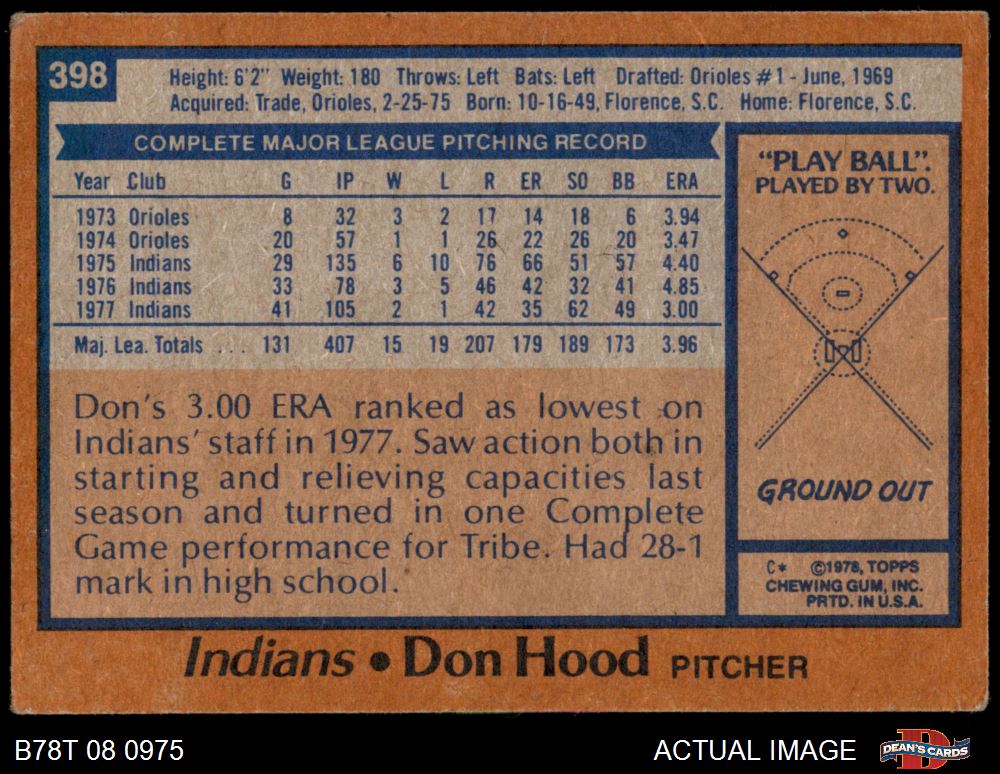 398
Height: 6'2" Weight: 180 Throws: Left Bats: Left Drafted: Orioles #1 - June, 1969
Acquired: Trade, Orioles, 2-25-75 Born: 10-16-49, Florence, S.C. Home: Florence, S.C.
COMPLETE MAJOR LEAGUE PITCHING RECORD
Year Club G IP W L R ER SO BB ERA
1973 Orioles 8 32 3 2 17 14 18 6 3.94
1974 Orioles 20 57 1 1 26 22 26 20 3.47
1975 Indians 29 135 6 10 76 66 51 57 4.40
1976 Indians 33 78 3 5 46 42 32 41 4.85
1977 Indians 41 105 2 1 42 35 62 49 3.00
Maj. Lea. Totals ... 131 407 15 19 207 179 189 173 3.96
Don's 3.00 ERA ranked as lowest on
Indians' staff in 1977. Saw action both in
starting and relieving capacities last
season and turned in one Complete
Game performance for Tribe. Had 28-1
mark in high school.
"PLAY BALL".
PLAYED BY TWO.
GROUND OUT
C* ©1978, TOPPS
CHEWING GUM, INC.
PRTD. IN U.S.A.
Indians • Don Hood PITCHER
B78T 08 0975
ACTUAL IMAGE
D
DEAN'S CARDS